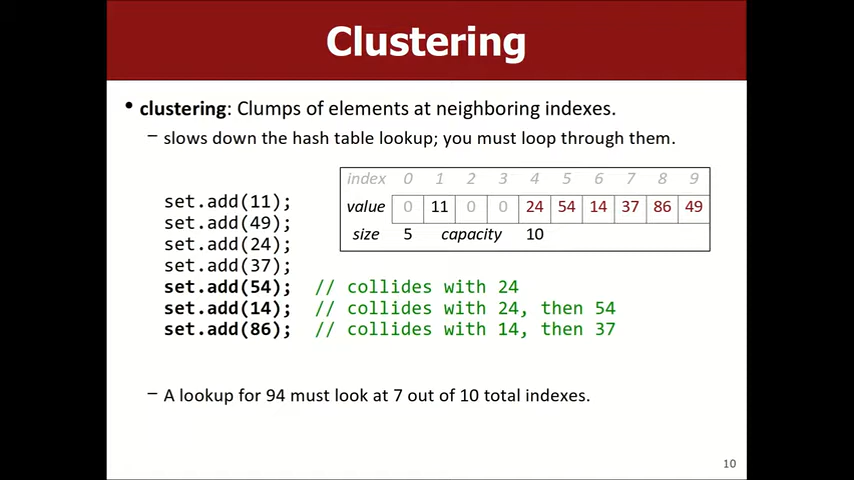 Clustering
• clustering: Clumps of elements at neighboring indexes.
– slows down the hash table lookup; you must loop through them.
index 0 1 2 3 4 5 6 7 8 9
value 0 11 0 0 24 54 14 37 86 49
size 5 capacity 10
set.add(11);
set.add(49);
set.add(24);
set.add(37);
set.add(54); // collides with 24
set.add(14); // collides with 24, then 54
set.add(86); // collides with 14, then 37
– A lookup for 94 must look at 7 out of 10 total indexes.
10